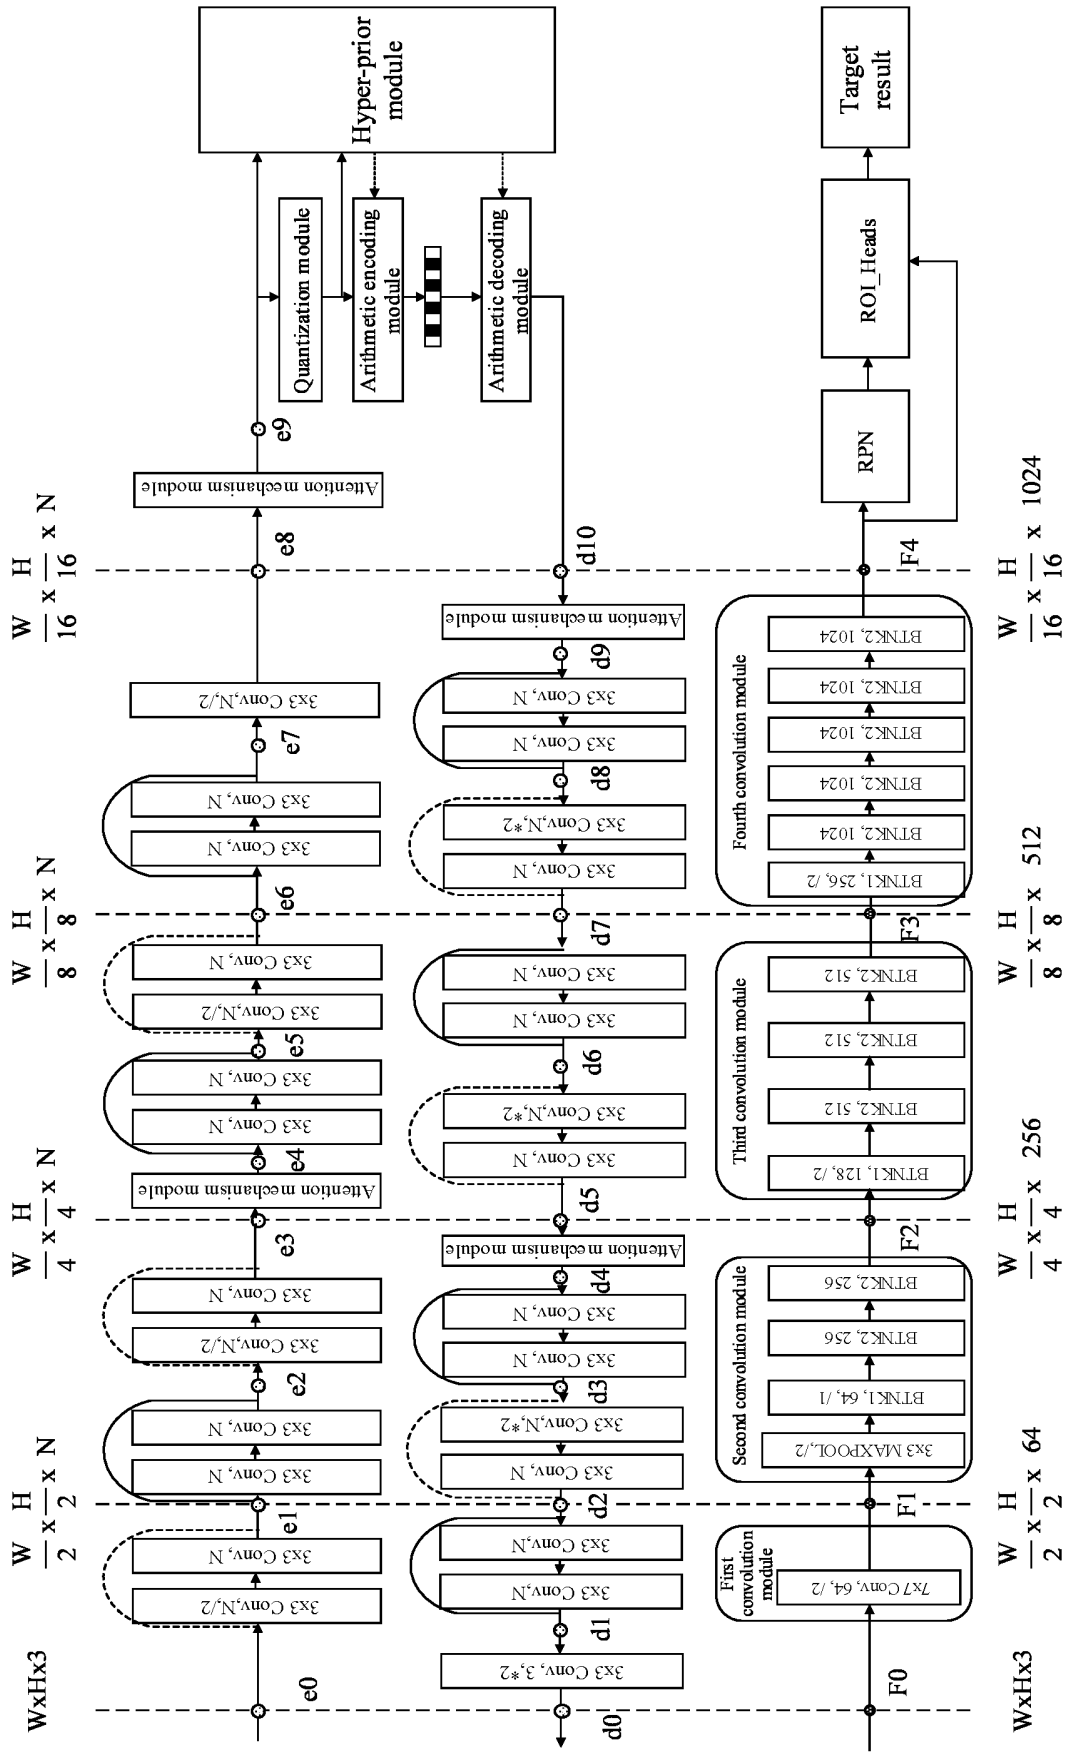 WxHx3
W H
— x — x N
2 2
W H
— x — x N
4 4
W H
— x — x N
8 8
W H
— x — x N
16 16
e0
3x3 Conv,N,/2
3x3 Conv, N
e1
3x3 Conv, N
3x3 Conv, N
e2
3x3 Conv,N,/2
3x3 Conv, N
e3
Attention mechanism module
e4
3x3 Conv, N
3x3 Conv, N
e5
3x3 Conv,N,/2
3x3 Conv, N
e6
3x3 Conv, N
3x3 Conv, N
e7
3x3 Conv,N,/2
e8
Attention mechanism module
e9
Quantization module
Arithmetic encoding
module
Arithmetic decoding
module
Hyper-prior
module
d0
3x3 Conv, 3,*2
d1
3x3 Conv,N
3x3 Conv,N
d2
3x3 Conv, N
3x3 Conv,N,*2
d3
3x3 Conv, N
3x3 Conv, N
d4
Attention mechanism module
d5
3x3 Conv, N
3x3 Conv,N,*2
d6
3x3 Conv, N
3x3 Conv, N
d7
3x3 Conv, N
3x3 Conv,N,*2
d8
3x3 Conv, N
3x3 Conv, N
d9
Attention mechanism module
d10
F0
First
convolution
module
7x7 Conv, 64, /2
F1
Second convolution module
3x3 MAXPOOL,/2
BTNK1, 64, /1
BTNK2, 256
BTNK2, 256
F2
Third convolution module
BTNK1, 128, /2
BTNK2, 512
BTNK2, 512
BTNK2, 512
F3
Fourth convolution module
BTNK1, 256, /2
BTNK2, 1024
BTNK2, 1024
BTNK2, 1024
BTNK2, 1024
BTNK2, 1024
F4
RPN
ROI_Heads
Target
result
WxHx3
W H
— x — x 64
2 2
W H
— x — x 256
4 4
W H
— x — x 512
8 8
W H
— x — x 1024
16 16